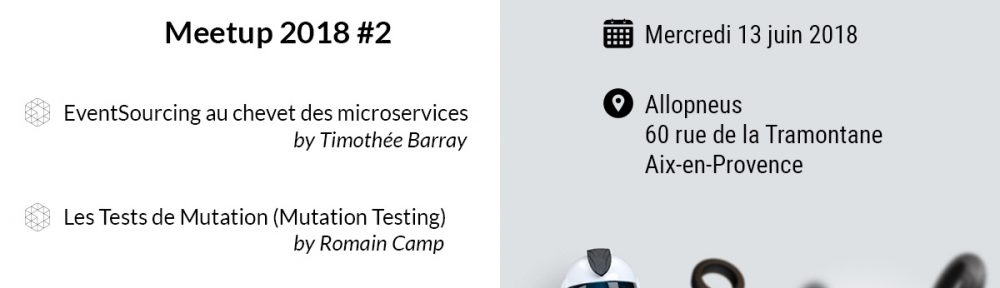 Meetup 2018 #2
EventSourcing au chevet des microservices
by Timothée Barray
Les Tests de Mutation (Mutation Testing)
by Romain Camp
Mercredi 13 juin 2018
Allopneus
60 rue de la Tramontane
Aix-en-Provence